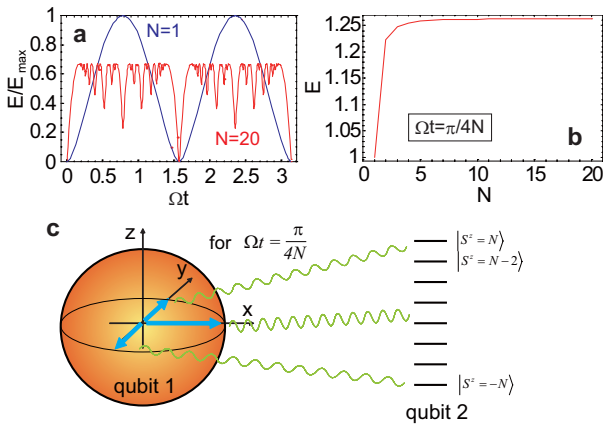 a
N=1
N=20
E/Emax
1
0.8
0.6
0.4
0.2
0
0 0.5 1 1.5 2 2.5 3
Ωt
b
E
1.25
1.2
1.15
1.1
1.05
1
0 5 10 15 20
N
Ωt=π/4N
c
z
y
x
for Ωt = π/4N
qubit 1
|S^z = N⟩
|S^z = N−2⟩
|S^z = −N⟩
qubit 2